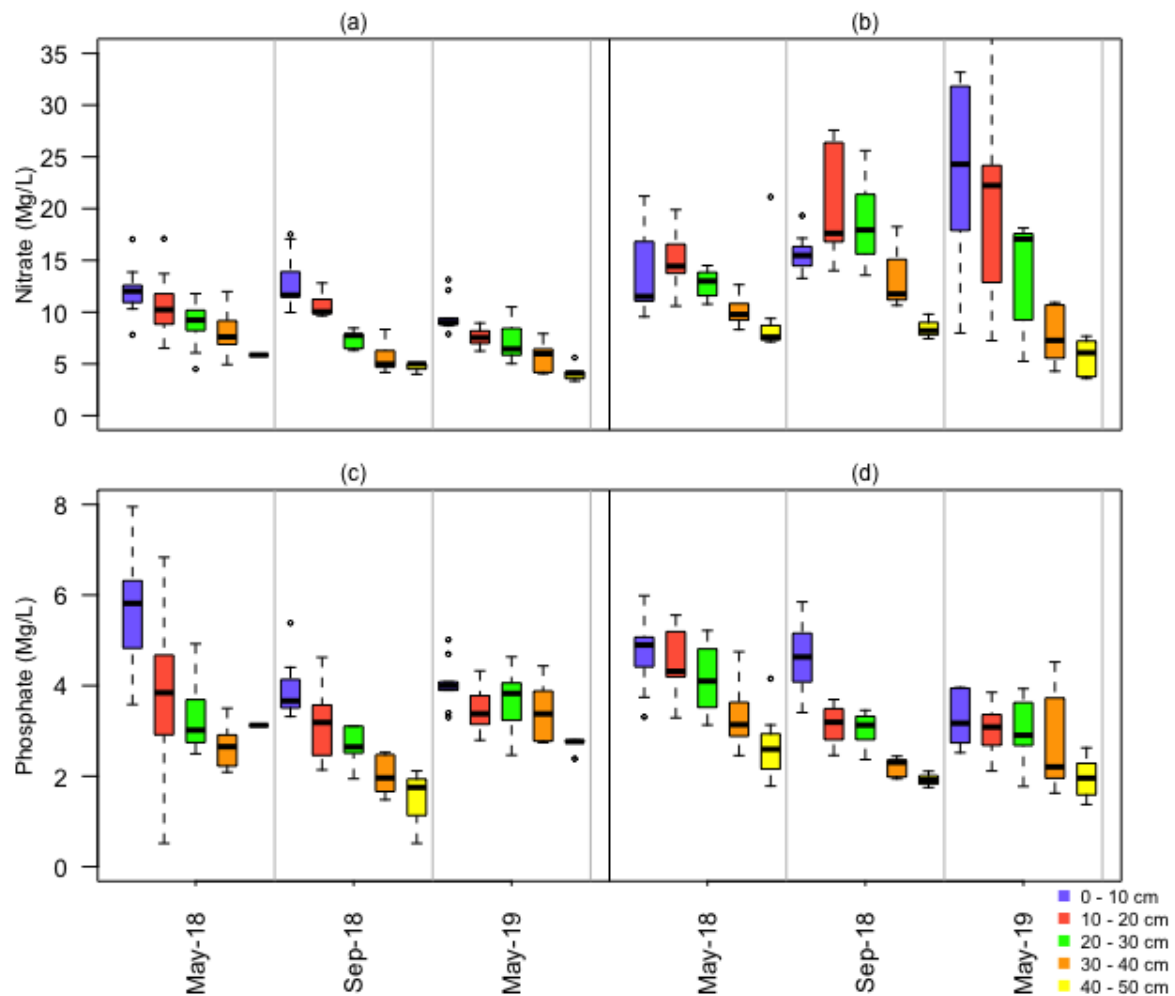 (a) (b)
35
30
25
20
15
10
5
0
Nitrate (Mg/L)
(c) (d)
8
6
4
2
0
Phosphate (Mg/L)
May-18 Sep-18 May-19 May-18 Sep-18 May-19
0 - 10 cm
10 - 20 cm
20 - 30 cm
30 - 40 cm
40 - 50 cm